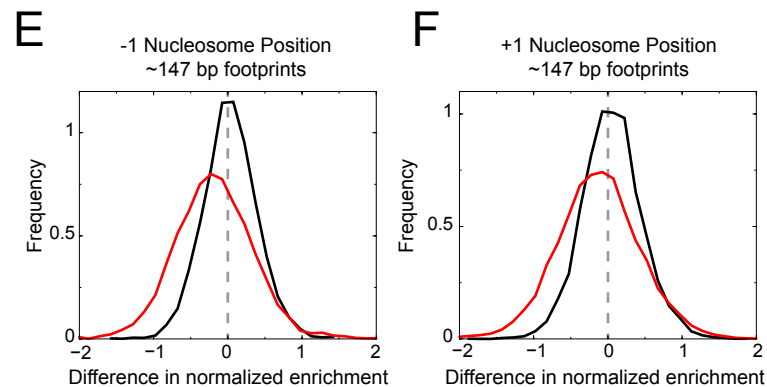 E
-1 Nucleosome Position
~147 bp footprints
Frequency
1
0.5
0
−2
−1
0
1
2
Difference in normalized enrichment
F
+1 Nucleosome Position
~147 bp footprints
Frequency
1
0.5
0
−2
−1
0
1
2
Difference in normalized enrichment